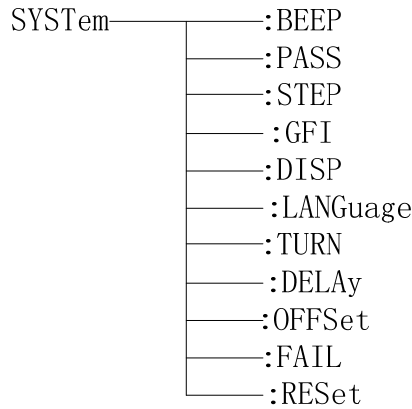 SYSTem :BEEP
:PASS
:STEP
:GFI
:DISP
:LANGuage
:TURN
:DELAy
:OFFSet
:FAIL
:RESet